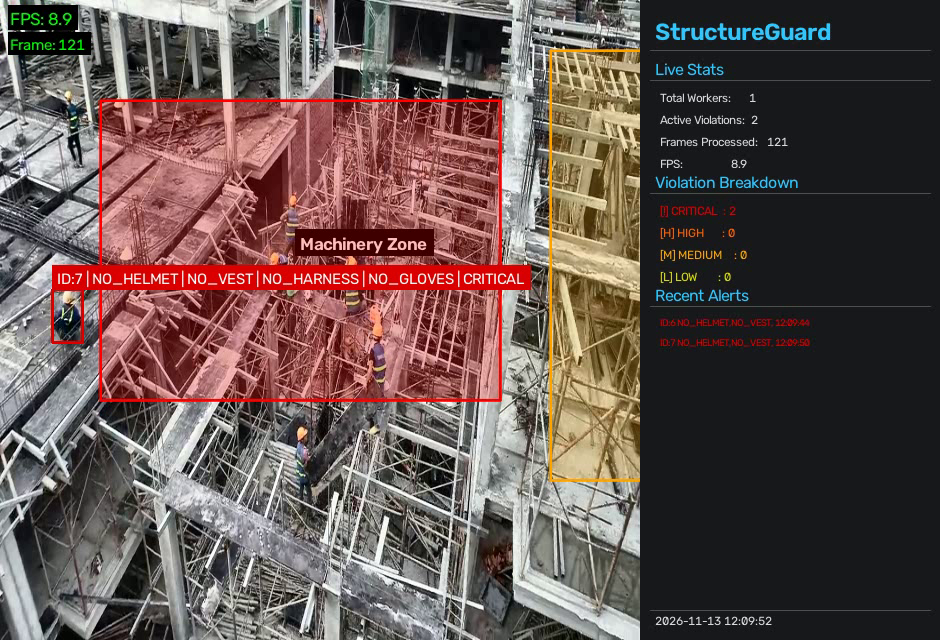 FPS: 8.9
Frame: 121
Machinery Zone
ID:7 | NO_HELMET | NO_VEST | NO_HARNESS | NO_GLOVES | CRITICAL
StructureGuard
Live Stats
Total Workers: 1
Active Violations: 2
Frames Processed: 121
FPS: 8.9
Violation Breakdown
[!] CRITICAL : 2
[H] HIGH : 0
[M] MEDIUM : 0
[L] LOW : 0
Recent Alerts
ID:6 NO_HELMET,NO_VEST, 12:09:44
ID:7 NO_HELMET,NO_VEST, 12:09:50
2026-11-13 12:09:52